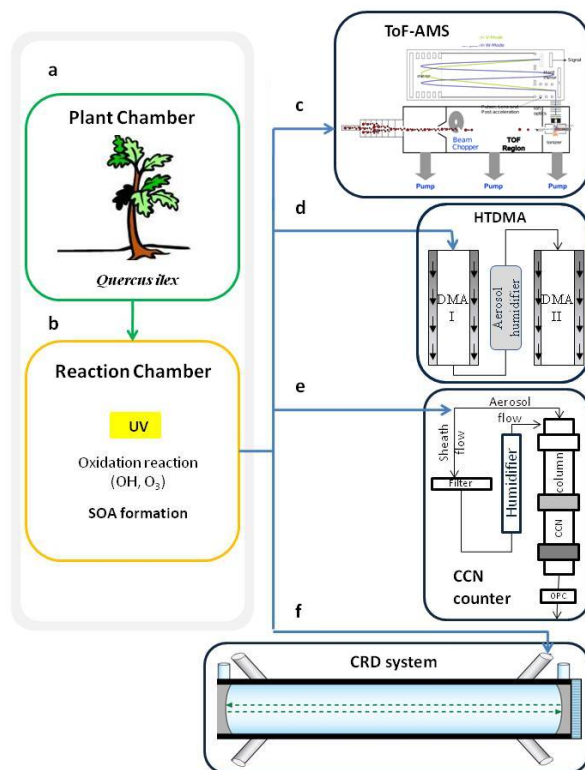 a
Plant Chamber
Quercus ilex
b
Reaction Chamber
UV
Oxidation reaction
(OH, O₃)
SOA formation
c
ToF-AMS
Signal
Beam
Chopper
TOF
Region
Pump
Pump
Pump
d
HTDMA
DMA
I
Aerosol
humidifier
DMA
II
e
Aerosol
flow
Sheath
flow
Filter
Humidifier
column
CCN
OPC
CCN
counter
f
CRD system